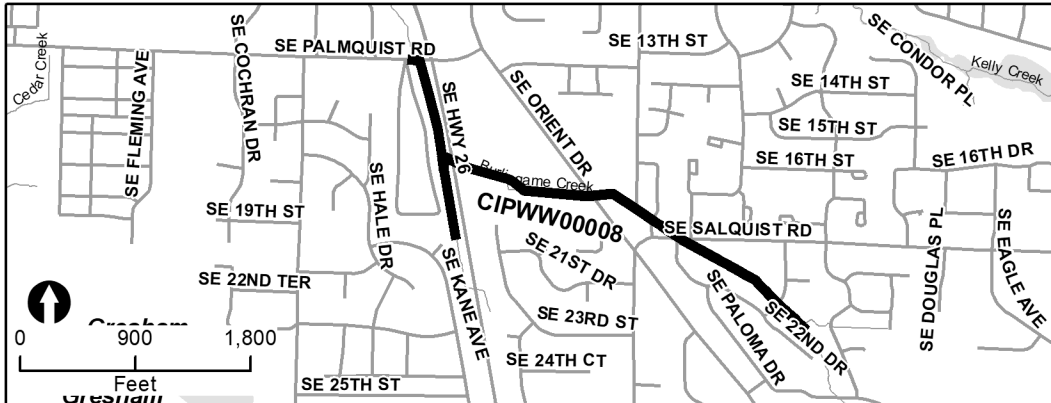 SE PALMQUIST RD
SE 13TH ST
SE CONDOR PL
Kelly Creek
Cedar Creek
SE FLEMING AVE
SE COCHRAN DR
SE HWY 26
SE ORIENT DR
SE 14TH ST
SE 15TH ST
SE 16TH ST
SE 16TH DR
SE HALE DR
game Creek
CIPWW00008
SE 19TH ST
SE SALQUIST RD
SE 21ST DR
SE DOUGLAS PL
SE EAGLE AVE
SE 22ND TER
SE KANE AVE
SE PALOMA DR
SE 22ND DR
SE 23RD ST
SE 24TH CT
SE 25TH ST
Gresham
0 900 1,800
Feet
Gresham